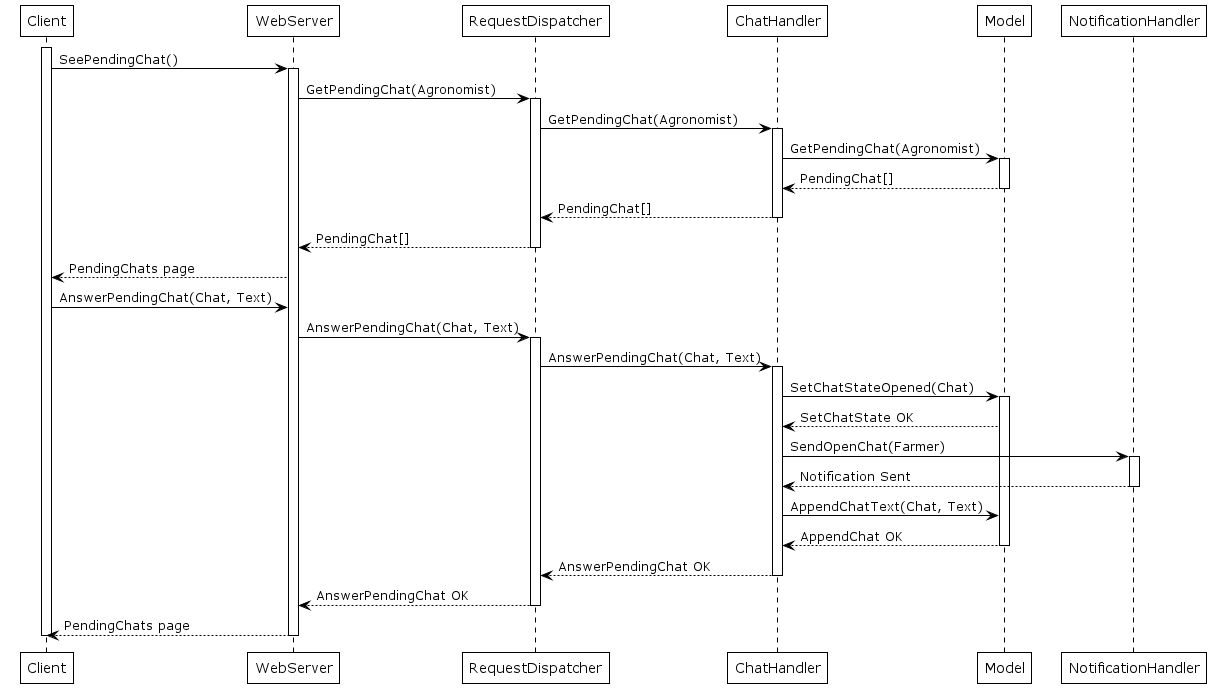 Client WebServer RequestDispatcher ChatHandler Model NotificationHandler
SeePendingChat()
GetPendingChat(Agronomist)
GetPendingChat(Agronomist)
GetPendingChat(Agronomist)
PendingChat[]
PendingChat[]
PendingChat[]
PendingChats page
AnswerPendingChat(Chat, Text)
AnswerPendingChat(Chat, Text)
AnswerPendingChat(Chat, Text)
SetChatStateOpened(Chat)
SetChatState OK
SendOpenChat(Farmer)
Notification Sent
AppendChatText(Chat, Text)
AppendChat OK
AnswerPendingChat OK
AnswerPendingChat OK
PendingChats page
Client WebServer RequestDispatcher ChatHandler Model NotificationHandler